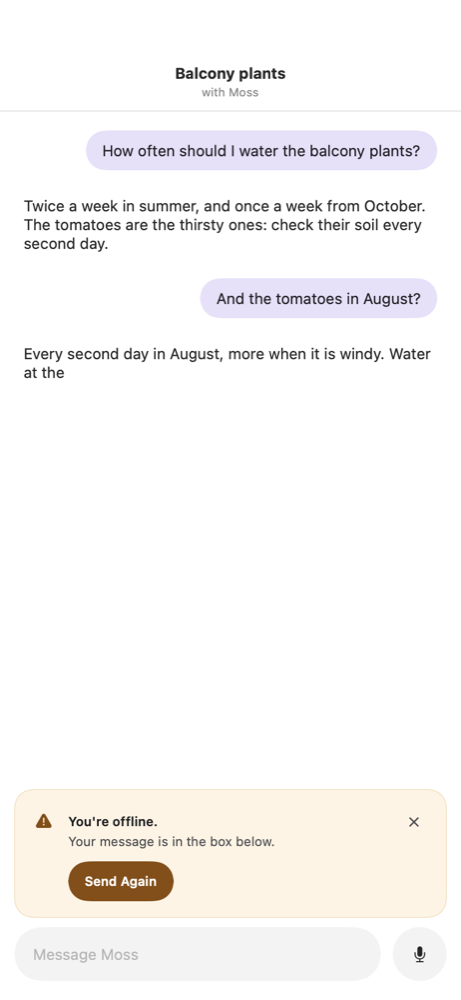 Balcony plants
with Moss
How often should I water the balcony plants?
Twice a week in summer, and once a week from October.
The tomatoes are the thirsty ones: check their soil every
second day.
And the tomatoes in August?
Every second day in August, more when it is windy. Water
at the
You're offline.
Your message is in the box below.
Send Again
Message Moss